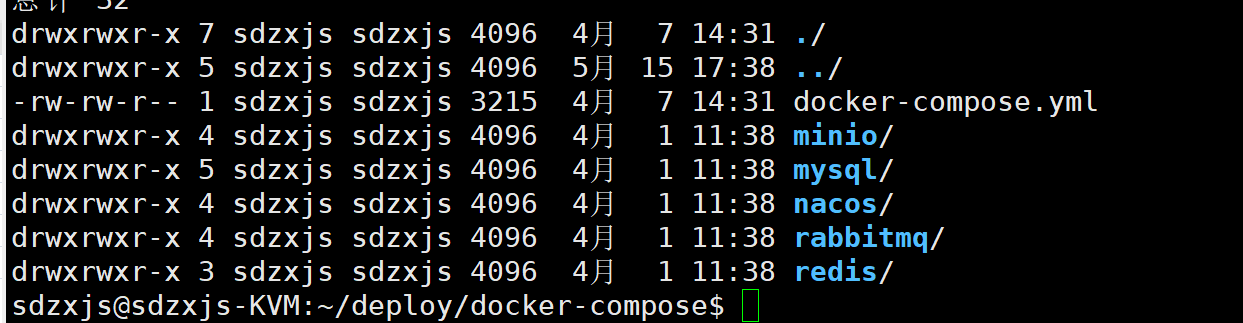 总计 52
drwxrwxr-x 7 sdzxjs sdzxjs 4096  4月   7 14:31 ./
drwxrwxr-x 5 sdzxjs sdzxjs 4096  5月  15 17:38 ../
-rw-rw-r-- 1 sdzxjs sdzxjs 3215  4月   7 14:31 docker-compose.yml
drwxrwxr-x 4 sdzxjs sdzxjs 4096  4月   1 11:38 minio/
drwxrwxr-x 5 sdzxjs sdzxjs 4096  4月   1 11:38 mysql/
drwxrwxr-x 4 sdzxjs sdzxjs 4096  4月   1 11:38 nacos/
drwxrwxr-x 4 sdzxjs sdzxjs 4096  4月   1 11:38 rabbitmq/
drwxrwxr-x 3 sdzxjs sdzxjs 4096  4月   1 11:38 redis/
sdzxjs@sdzxjs-KVM:~/deploy/docker-compose$